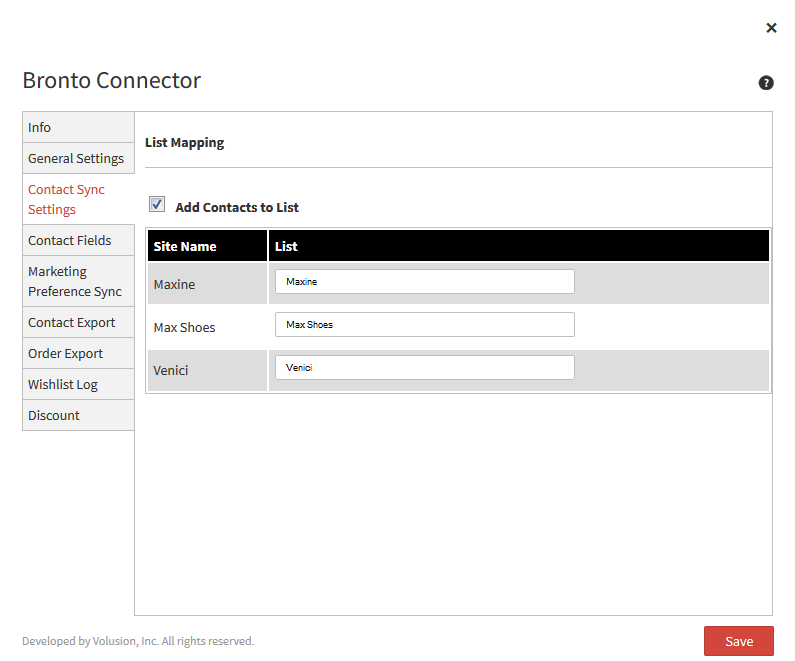 Bronto Connector
Info
General Settings
Contact Sync
Settings
Contact Fields
Marketing
Preference Sync
Contact Export
Order Export
Wishlist Log
Discount
List Mapping
Add Contacts to List
Site Name List
Maxine Maxine
Max Shoes Max Shoes
Venici Venici
Developed by Volusion, Inc. All rights reserved.
Save